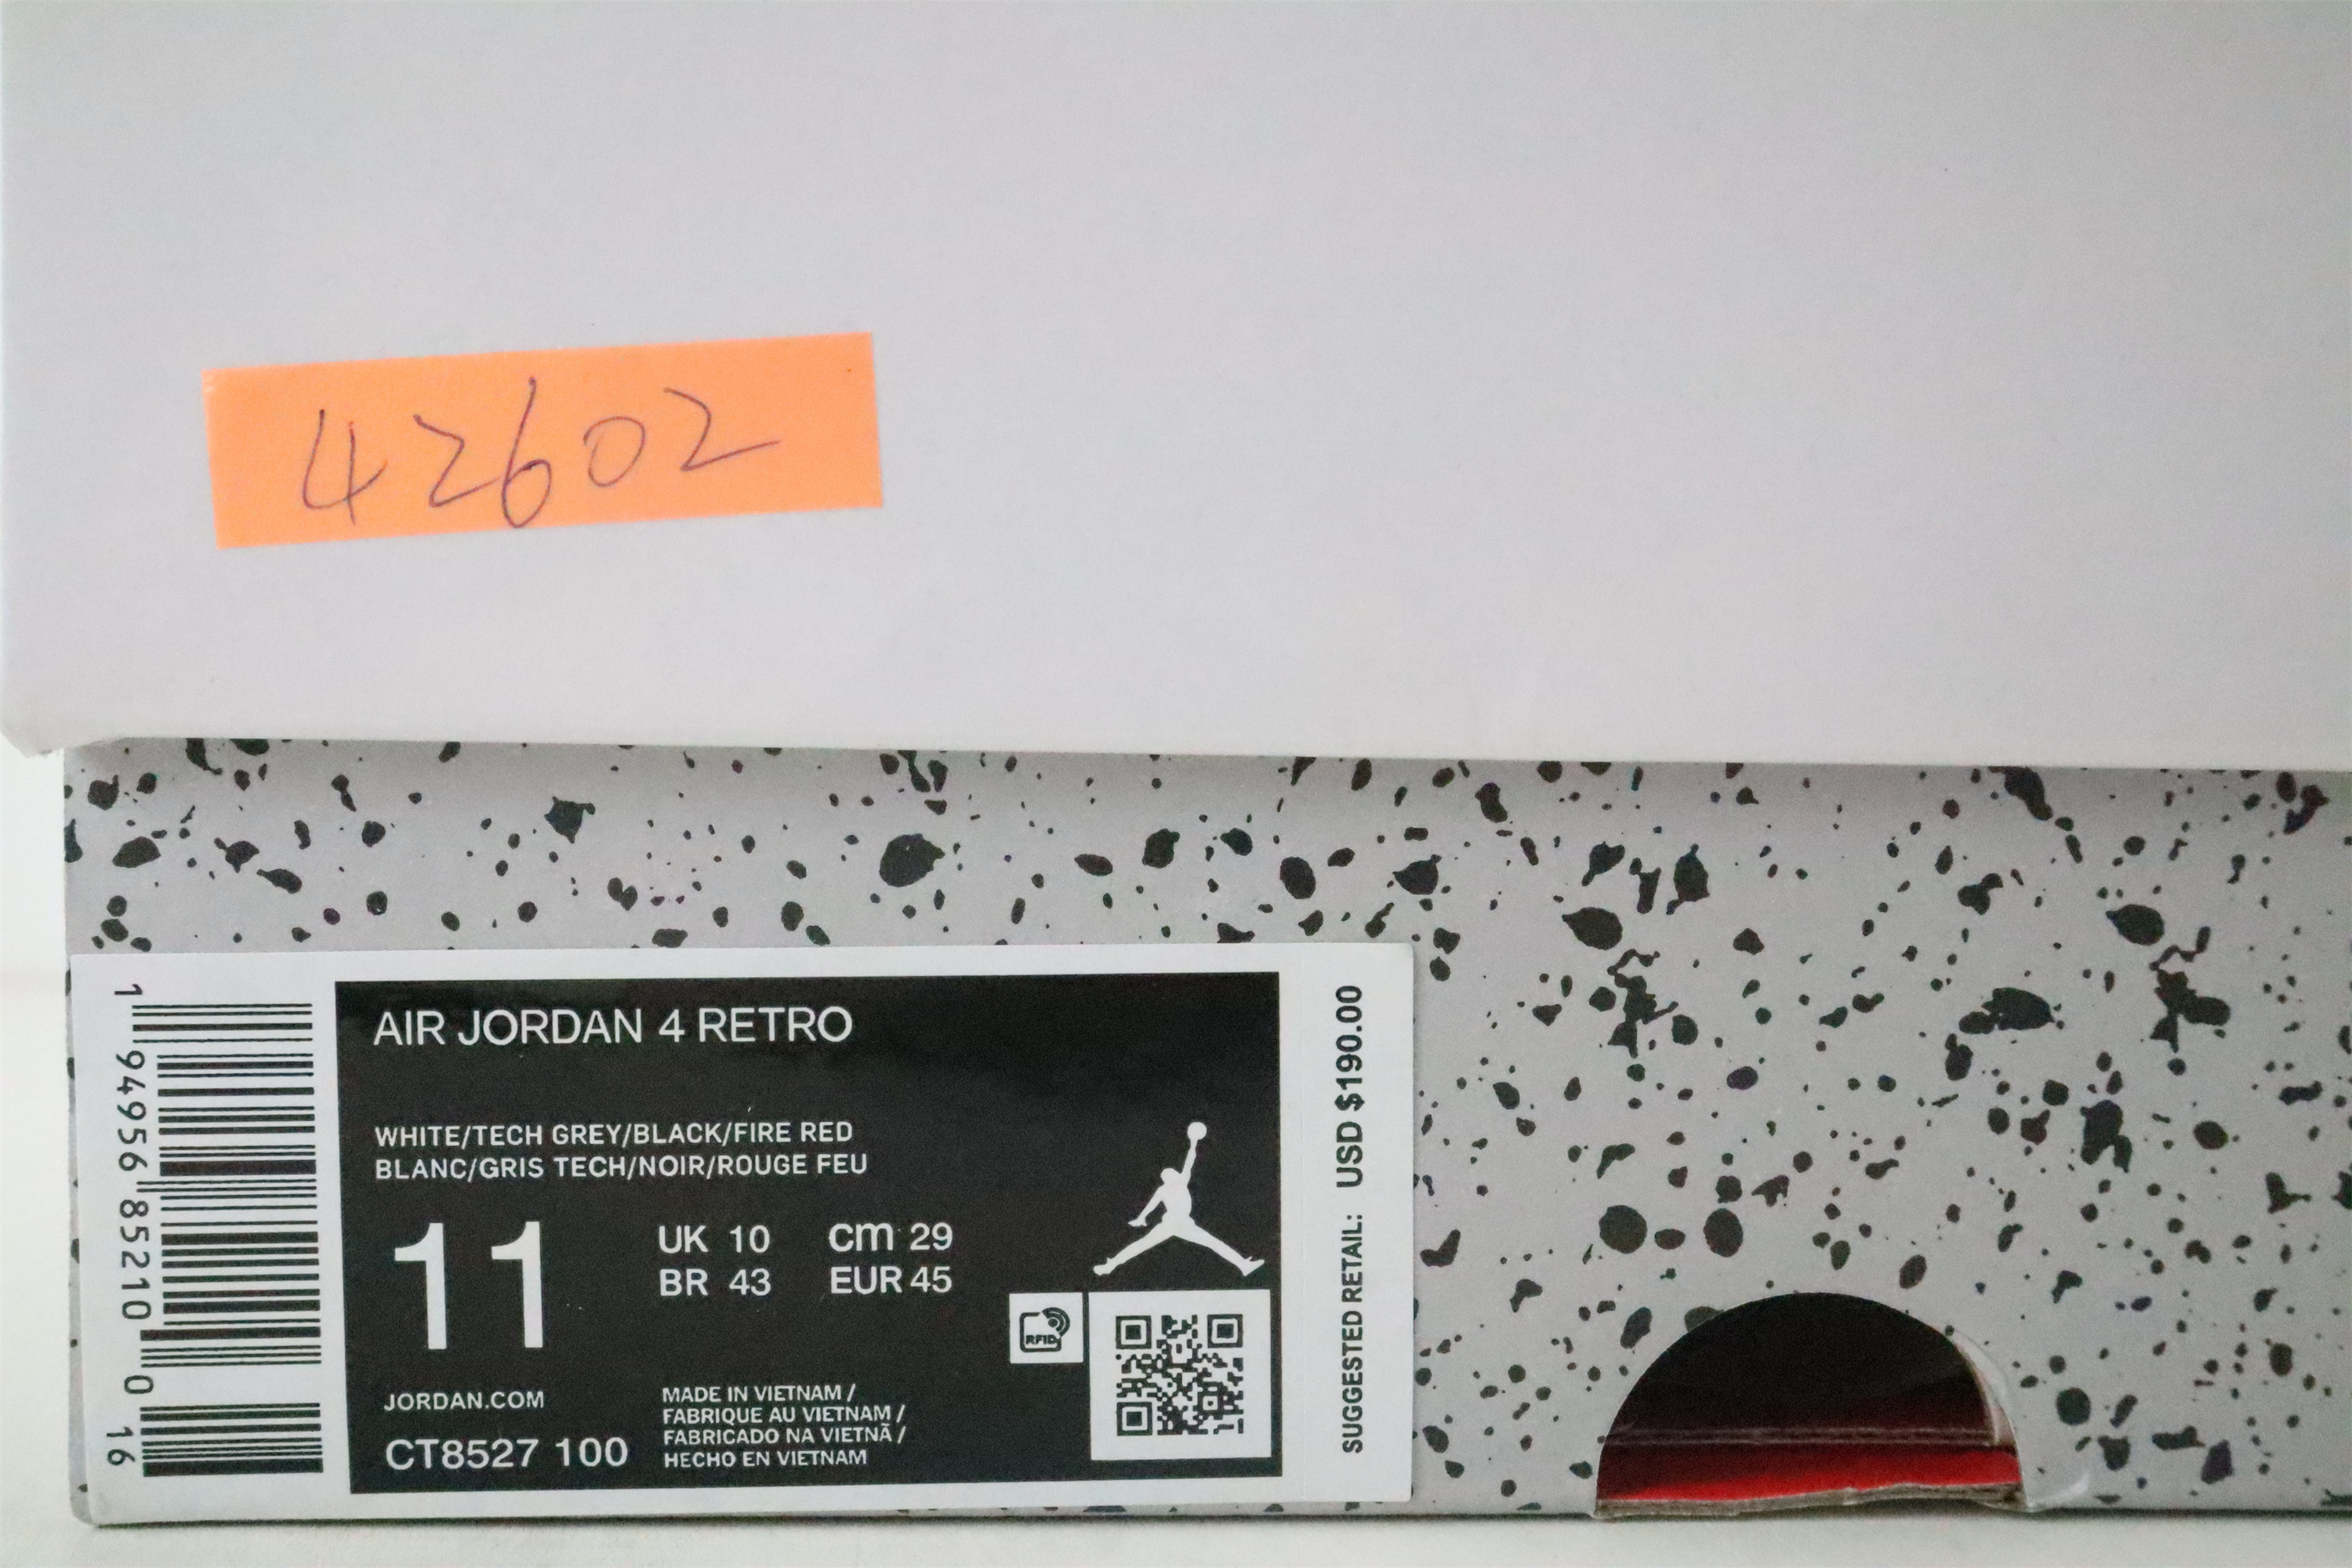 42602
1 94956 85210 0 16
AIR JORDAN 4 RETRO
WHITE/TECH GREY/BLACK/FIRE RED
BLANC/GRIS TECH/NOIR/ROUGE FEU
11
UK 10 cm 29
BR 43 EUR 45
RFID
JORDAN.COM
CT8527 100
MADE IN VIETNAM /
FABRIQUE AU VIETNAM /
FABRICADO NA VIETNÃ /
HECHO EN VIETNAM
SUGGESTED RETAIL: USD $190.00